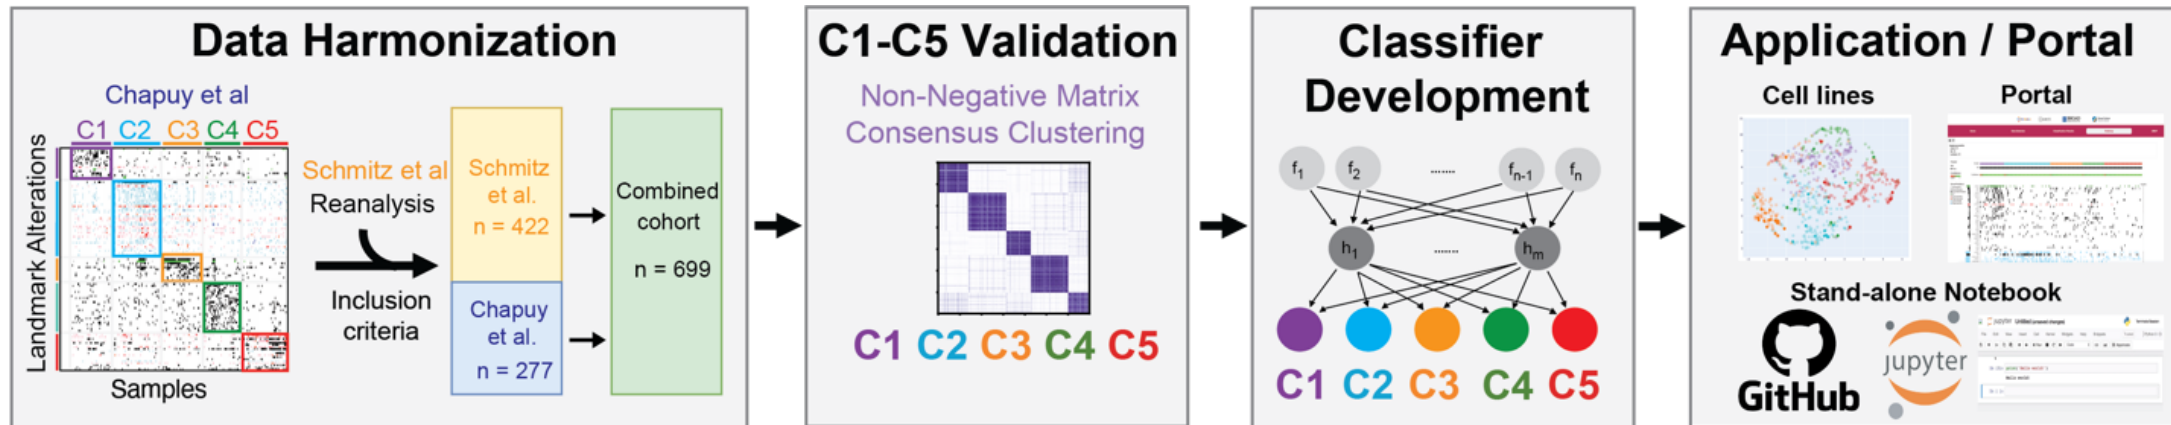 Data Harmonization
Chapuy et al
C1 C2 C3 C4 C5
Landmark Alterations
Samples
Schmitz et al
Reanalysis
Inclusion
criteria
Schmitz
et al.
n = 422
Chapuy
et al.
n = 277
Combined
cohort
n = 699
C1-C5 Validation
Non-Negative Matrix
Consensus Clustering
C1 C2 C3 C4 C5
Classifier
Development
f1 f2 ....... fn-1 fn
h1 ....... hm
C1 C2 C3 C4 C5
Application / Portal
Cell lines
Portal
Stand-alone Notebook
GitHub
jupyter